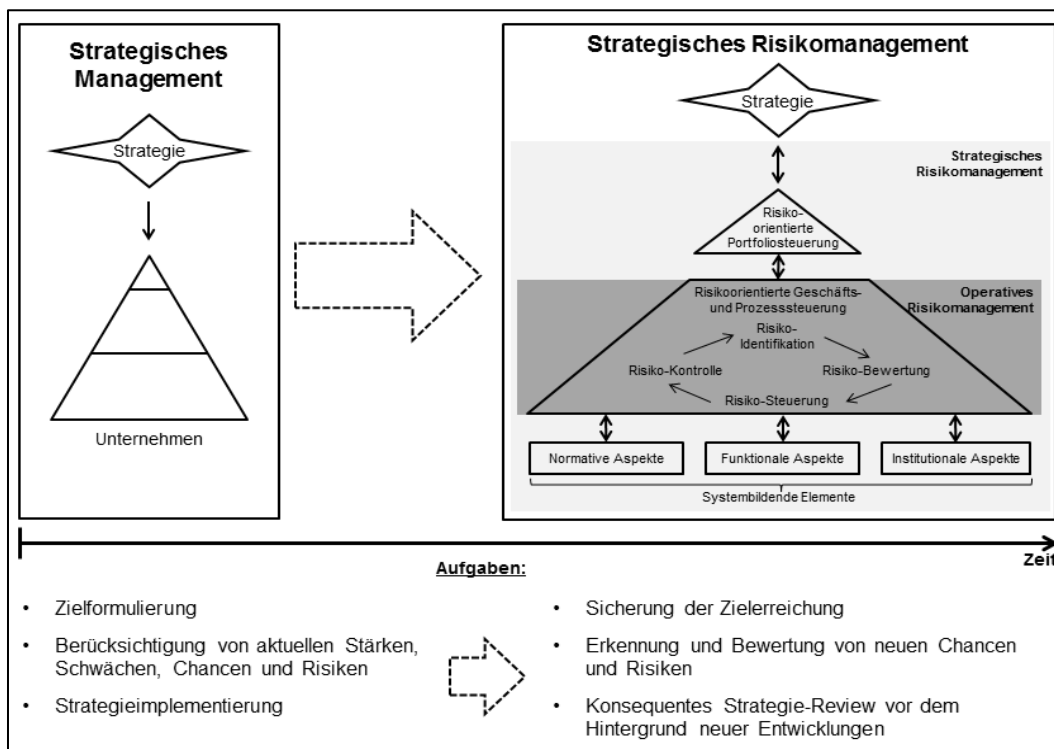 Strategisches
Management
Strategie
Unternehmen
Strategisches Risikomanagement
Strategie
Strategisches
Risikomanagement
Risiko-
orientierte
Portfoliosteuerung
Risikoorientierte Geschäfts-
und Prozesssteuerung
Operatives
Risikomanagement
Risiko-
Identifikation
Risiko-Kontrolle
Risiko-Bewertung
Risiko-Steuerung
Normative Aspekte
Funktionale Aspekte
Institutionale Aspekte
Systembildende Elemente
Zeit
Aufgaben:
• Zielformulierung
• Berücksichtigung von aktuellen Stärken,
Schwächen, Chancen und Risiken
• Strategieimplementierung
• Sicherung der Zielerreichung
• Erkennung und Bewertung von neuen Chancen
und Risiken
• Konsequentes Strategie-Review vor dem
Hintergrund neuer Entwicklungen